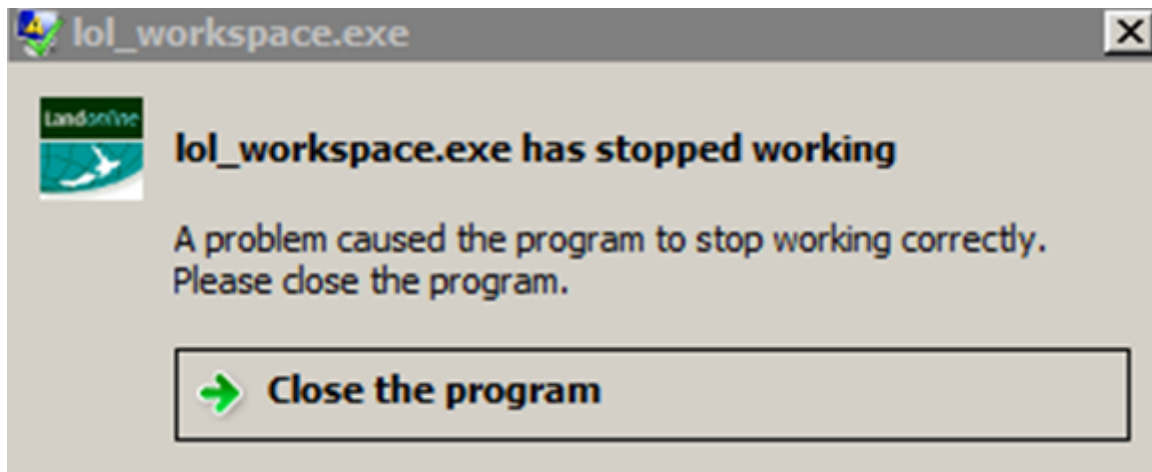 lol_workspace.exe
Landonline
lol_workspace.exe has stopped working
A problem caused the program to stop working correctly.
Please close the program.
Close the program